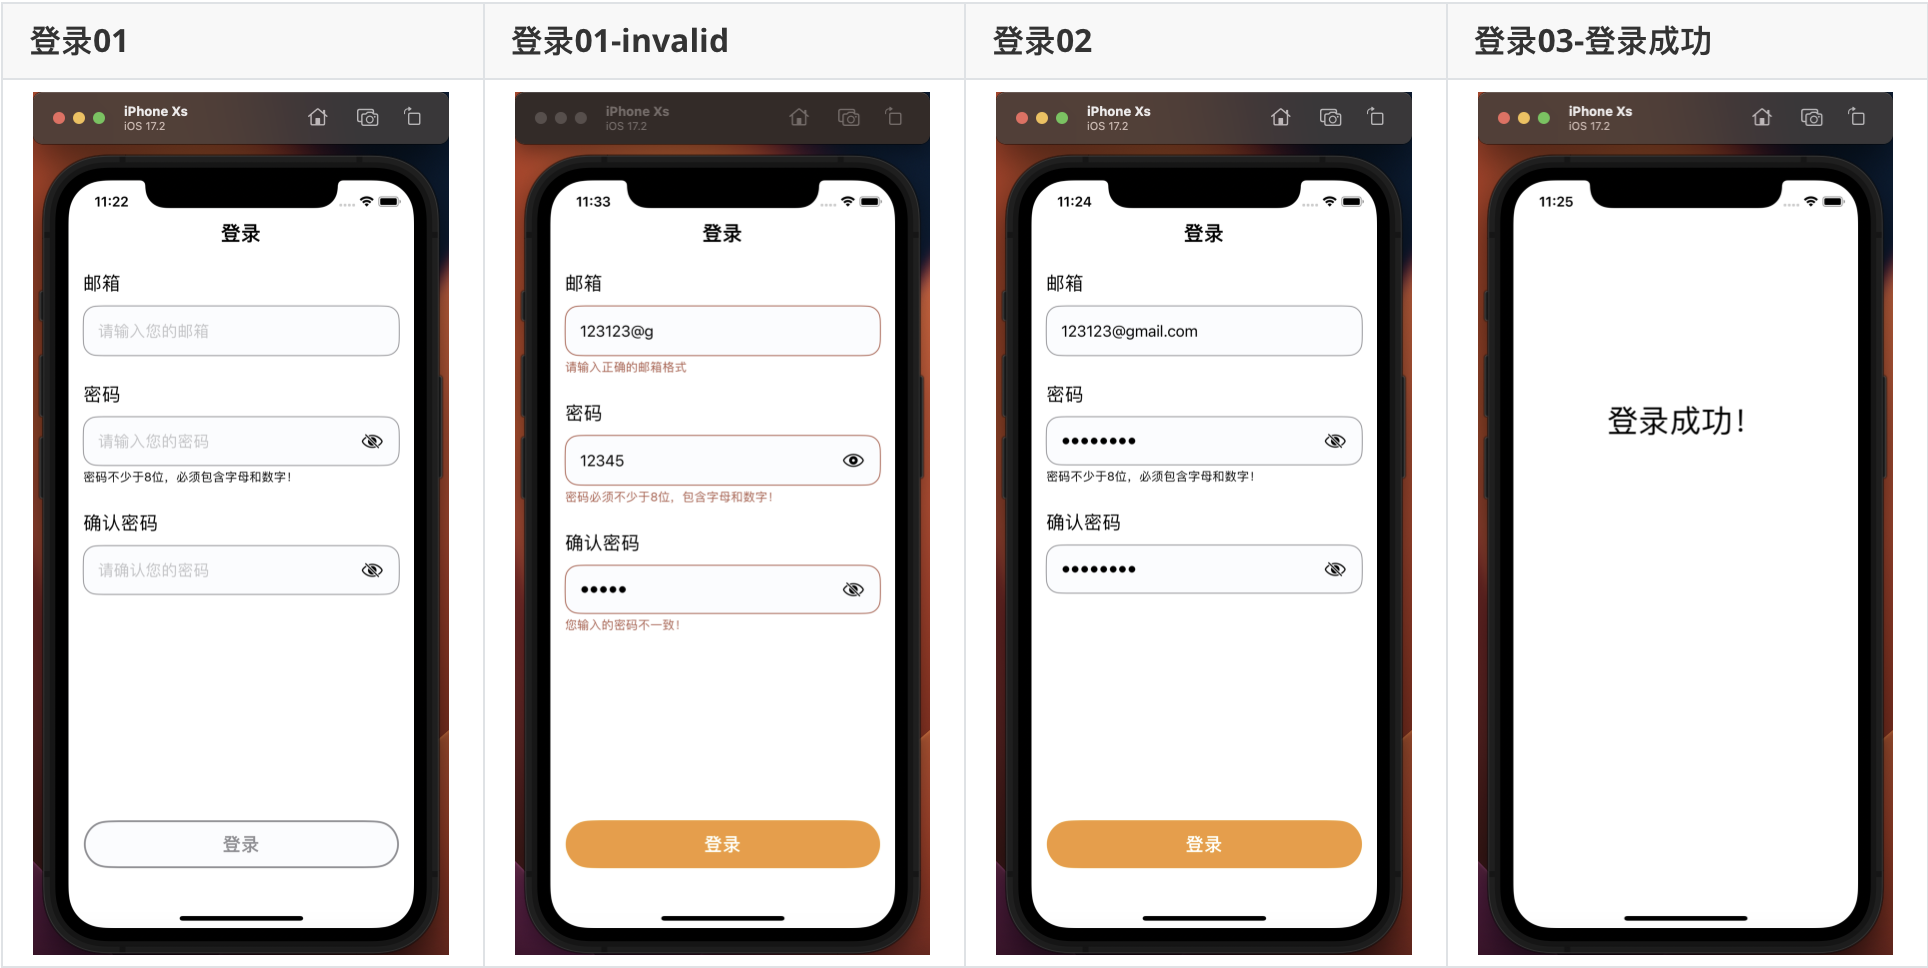 登录01
登录01-invalid
登录02
登录03-登录成功
iPhone Xs
iOS 17.2
11:22
登录
邮箱
请输入您的邮箱
密码
请输入您的密码
密码不少于8位，必须包含字母和数字！
确认密码
请确认您的密码
登录
iPhone Xs
iOS 17.2
11:33
登录
邮箱
123123@g
请输入正确的邮箱格式
密码
12345
密码必须不少于8位，包含字母和数字！
确认密码
•••••
您输入的密码不一致！
登录
iPhone Xs
iOS 17.2
11:24
登录
邮箱
123123@gmail.com
密码
••••••••
密码不少于8位，必须包含字母和数字！
确认密码
••••••••
登录
iPhone Xs
iOS 17.2
11:25
登录成功！